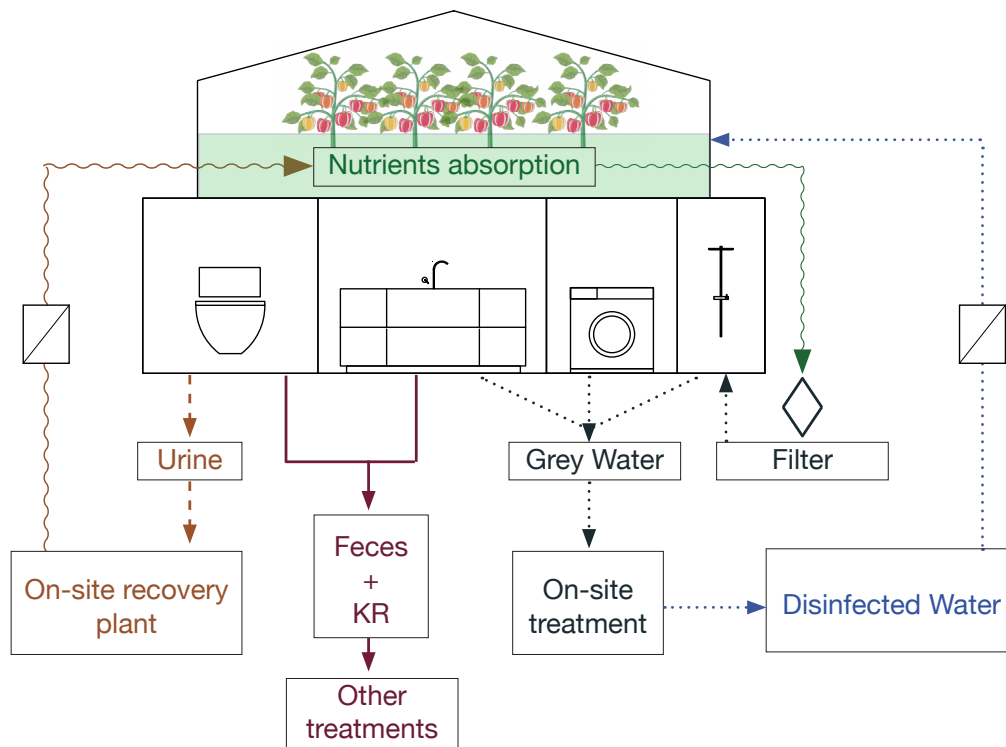 Nutrients absorption
Urine
Grey Water
Filter
Feces
+
KR
On-site recovery
plant
On-site
treatment
Disinfected Water
Other
treatments